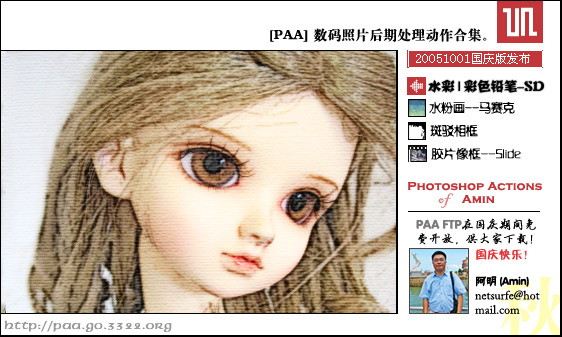 [PAA] 数码照片后期处理动作合集。
20051001国庆版发布
水彩|彩色铅笔-SD
水粉画--马赛克
斑驳相框
胶片像框--Slide
PHOTOSHOP ACTIONS
of AMIN
PAA FTP在国庆期间免
费开放，供大家下载！
国庆快乐！
阿明 (Amin)
netsurfe@hot
mail.com
秋
http://paa.go.3322.org